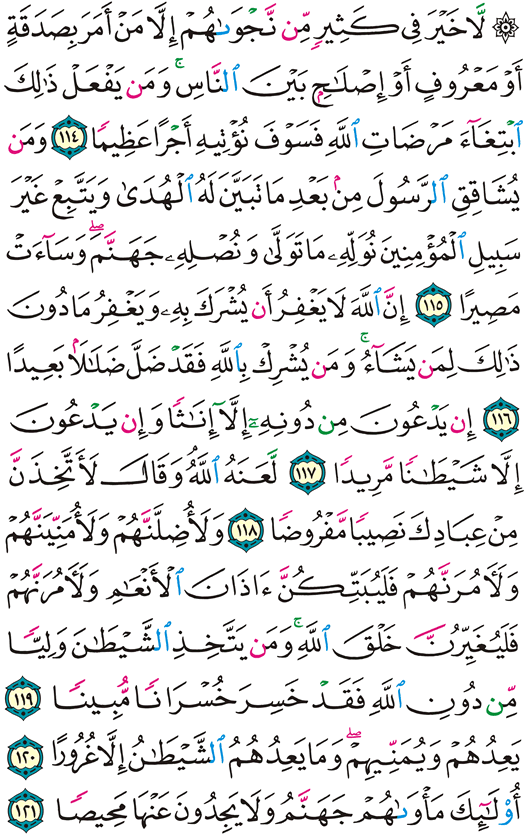 ۞ لَّا خَيْرَ فِي كَثِيرٍ مِّن نَّجْوَىٰهُمْ إِلَّا مَنْ أَمَرَ بِصَدَقَةٍ
أَوْ مَعْرُوفٍ أَوْ إِصْلَٰحٍۭ بَيْنَ ٱلنَّاسِۚ وَمَن يَفْعَلْ ذَٰلِكَ
ٱبْتِغَآءَ مَرْضَاتِ ٱللَّهِ فَسَوْفَ نُؤْتِيهِ أَجْرًا عَظِيمًا ١١٤ وَمَن
يُشَاقِقِ ٱلرَّسُولَ مِنۢ بَعْدِ مَا تَبَيَّنَ لَهُ ٱلْهُدَىٰ وَيَتَّبِعْ غَيْرَ
سَبِيلِ ٱلْمُؤْمِنِينَ نُوَلِّهِۦ مَا تَوَلَّىٰ وَنُصْلِهِۦ جَهَنَّمَۖ وَسَآءَتْ
مَصِيرًا ١١٥ إِنَّ ٱللَّهَ لَا يَغْفِرُ أَن يُشْرَكَ بِهِۦ وَيَغْفِرُ مَا دُونَ
ذَٰلِكَ لِمَن يَشَآءُۚ وَمَن يُشْرِكْ بِٱللَّهِ فَقَدْ ضَلَّ ضَلَٰلًۢا بَعِيدًا
١١٦ إِن يَدْعُونَ مِن دُونِهِۦٓ إِلَّآ إِنَٰثًا وَإِن يَدْعُونَ
إِلَّا شَيْطَٰنًا مَّرِيدًا ١١٧ لَّعَنَهُ ٱللَّهُۘ وَقَالَ لَأَتَّخِذَنَّ
مِنْ عِبَادِكَ نَصِيبًا مَّفْرُوضًا ١١٨ وَلَأُضِلَّنَّهُمْ وَلَأُمَنِّيَنَّهُمْ
وَلَءَامُرَنَّهُمْ فَلَيُبَتِّكُنَّ ءَاذَانَ ٱلْأَنْعَٰمِ وَلَءَامُرَنَّهُمْ
فَلَيُغَيِّرُنَّ خَلْقَ ٱللَّهِۚ وَمَن يَتَّخِذِ ٱلشَّيْطَٰنَ وَلِيًّا
مِّن دُونِ ٱللَّهِ فَقَدْ خَسِرَ خُسْرَانًا مُّبِينًا ١١٩
يَعِدُهُمْ وَيُمَنِّيهِمْۖ وَمَا يَعِدُهُمُ ٱلشَّيْطَٰنُ إِلَّا غُرُورًا ١٢٠
أُو۟لَٰٓئِكَ مَأْوَىٰهُمْ جَهَنَّمُ وَلَا يَجِدُونَ عَنْهَا مَحِيصًا ١٢١